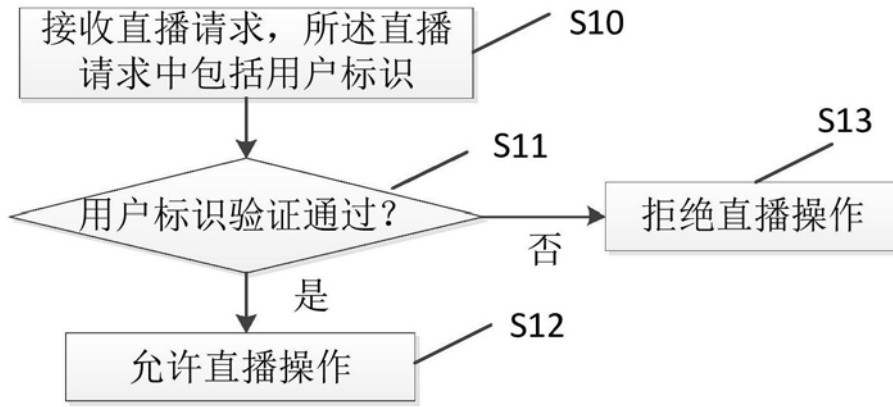 接收直播请求，所述直播
请求中包括用户标识
S10
用户标识验证通过？
S11
否
拒绝直播操作
S13
是
允许直播操作
S12